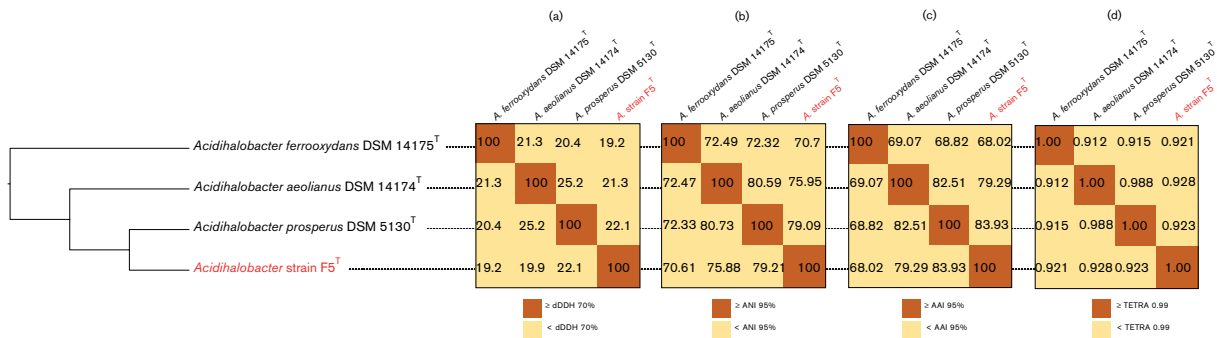 (a) (b) (c) (d)
A. ferrooxydans DSM 14175T
A. aeolianus DSM 14174T
A. prosperus DSM 5130T
A. strain F5T
A. ferrooxydans DSM 14175T
A. aeolianus DSM 14174T
A. prosperus DSM 5130T
A. strain F5T
A. ferrooxydans DSM 14175T
A. aeolianus DSM 14174T
A. prosperus DSM 5130T
A. strain F5T
A. ferrooxydans DSM 14175T
A. aeolianus DSM 14174T
A. prosperus DSM 5130T
A. strain F5T
Acidihalobacter ferrooxydans DSM 14175T 100 21.3 20.4 19.2 100 72.49 72.32 70.7 100 69.07 68.82 68.02 1.00 0.912 0.915 0.921
Acidihalobacter aeolianus DSM 14174T 21.3 100 25.2 21.3 72.47 100 80.59 75.95 69.07 100 82.51 79.29 0.912 1.00 0.988 0.928
Acidihalobacter prosperus DSM 5130T 20.4 25.2 100 22.1 72.33 80.73 100 79.09 68.82 82.51 100 83.93 0.915 0.988 1.00 0.923
Acidihalobacter strain F5T 19.2 19.9 22.1 100 70.61 75.88 79.21 100 68.02 79.29 83.93 100 0.921 0.928 0.923 1.00
≥ dDDH 70% ≥ ANI 95% ≥ AAI 95% ≥ TETRA 0.99
< dDDH 70% < ANI 95% < AAI 95% < TETRA 0.99